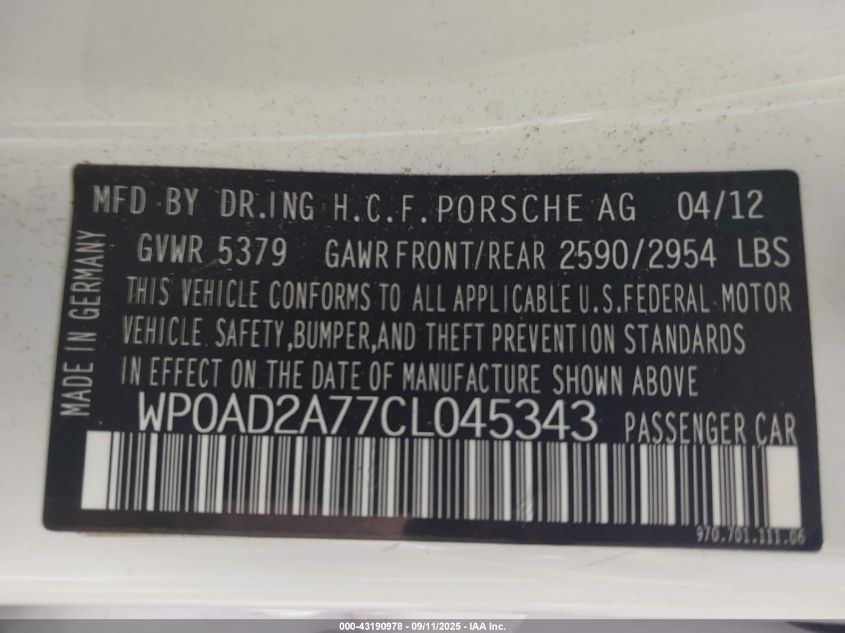 MFD BY DR.ING H.C.F.PORSCHE AG 04/12
GVWR 5379 GAWR FRONT/REAR 2590/2954 LBS
THIS VEHICLE CONFORMS TO ALL APPLICABLE U.S.FEDERAL MOTOR
VEHICLE SAFETY,BUMPER,AND THEFT PREVENTION STANDARDS
IN EFFECT ON THE DATE OF MANUFACTURE SHOWN ABOVE
WP0AD2A77CL045343 PASSENGER CAR
MADE IN GERMANY
970.701.111.06
000-43190978 - 09/11/2025 - IAA Inc.